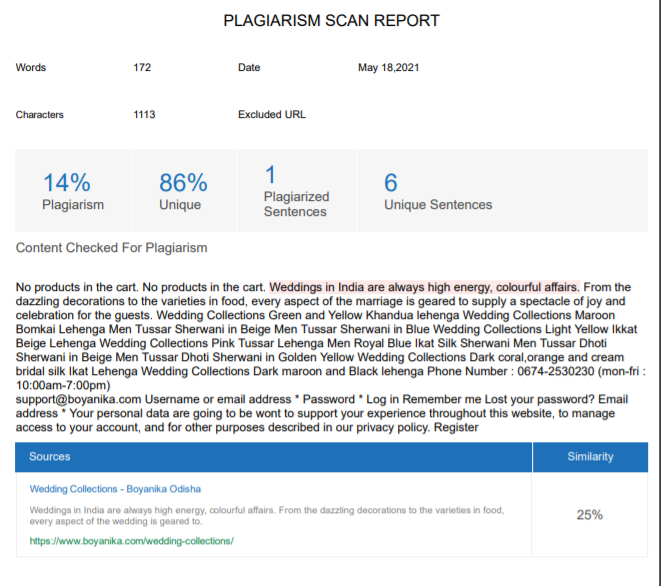 PLAGIARISM SCAN REPORT
Words 172 Date May 18,2021
Characters 1113 Excluded URL
14% 86% 1 6
Plagiarism Unique Plagiarized Sentences Unique Sentences
Content Checked For Plagiarism
No products in the cart. No products in the cart. Weddings in India are always high energy, colourful affairs. From the
dazzling decorations to the varieties in food, every aspect of the marriage is geared to supply a spectacle of joy and
celebration for the guests. Wedding Collections Green and Yellow Khandua lehenga Wedding Collections Maroon
Bomkai Lehenga Men Tussar Sherwani in Beige Men Tussar Sherwani in Blue Wedding Collections Light Yellow Ikkat
Beige Lehenga Wedding Collections Pink Tussar Lehenga Men Royal Blue Ikat Silk Sherwani Men Tussar Dhoti
Sherwani in Beige Men Tussar Dhoti Sherwani in Golden Yellow Wedding Collections Dark coral,orange and cream
bridal silk Ikat Lehenga Wedding Collections Dark maroon and Black lehenga Phone Number : 0674-2530230 (mon-fri :
10:00am-7:00pm)
support@boyanika.com Username or email address * Password * Log in Remember me Lost your password? Email
address * Your personal data are going to be wont to support your experience throughout this website, to manage
access to your account, and for other purposes described in our privacy policy. Register
Sources Similarity
Wedding Collections - Boyanika Odisha
Weddings in India are always high energy, colourful affairs. From the dazzling decorations to the varieties in food,
every aspect of the wedding is geared to.
25%
https://www.boyanika.com/wedding-collections/